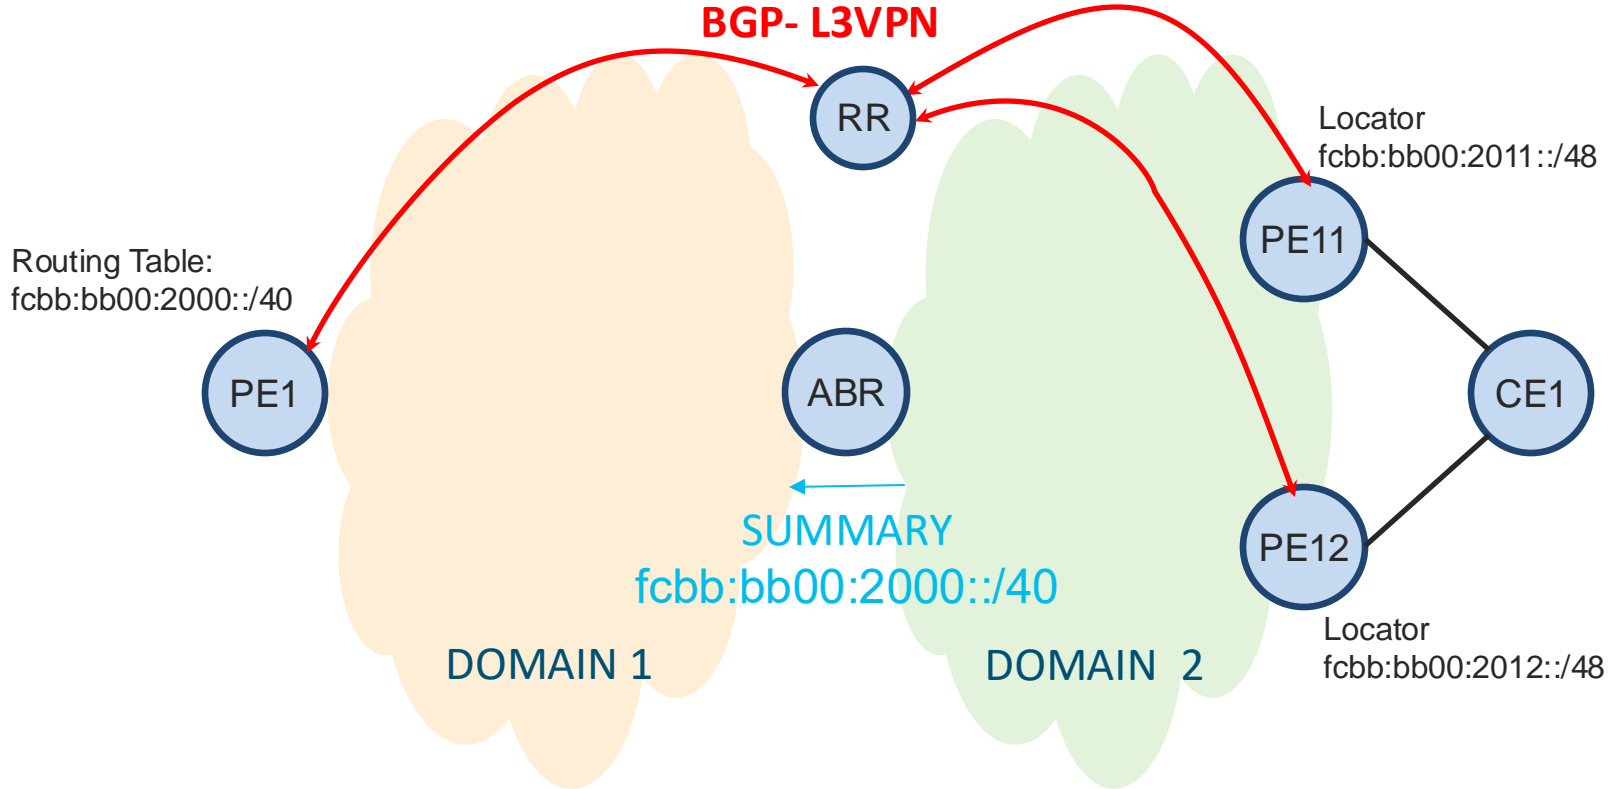 BGP- L3VPN
RR
Locator
fcbb:bb00:2011::/48
PE11
Routing Table:
fcbb:bb00:2000::/40
PE1
ABR
CE1
SUMMARY
fcbb:bb00:2000::/40
PE12
Locator
fcbb:bb00:2012::/48
DOMAIN 1
DOMAIN  2